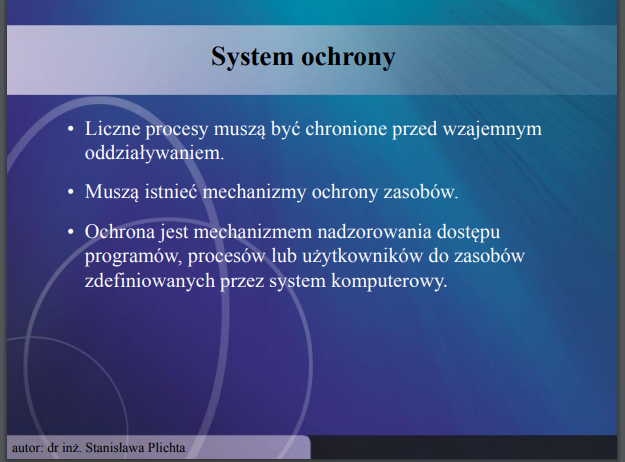 System ochrony
• Liczne procesy muszą być chronione przed wzajemnym
oddziaływaniem.
• Muszą istnieć mechanizmy ochrony zasobów.
• Ochrona jest mechanizmem nadzorowania dostępu
programów, procesów lub użytkowników do zasobów
zdefiniowanych przez system komputerowy.
autor: dr inż. Stanisława Plichta